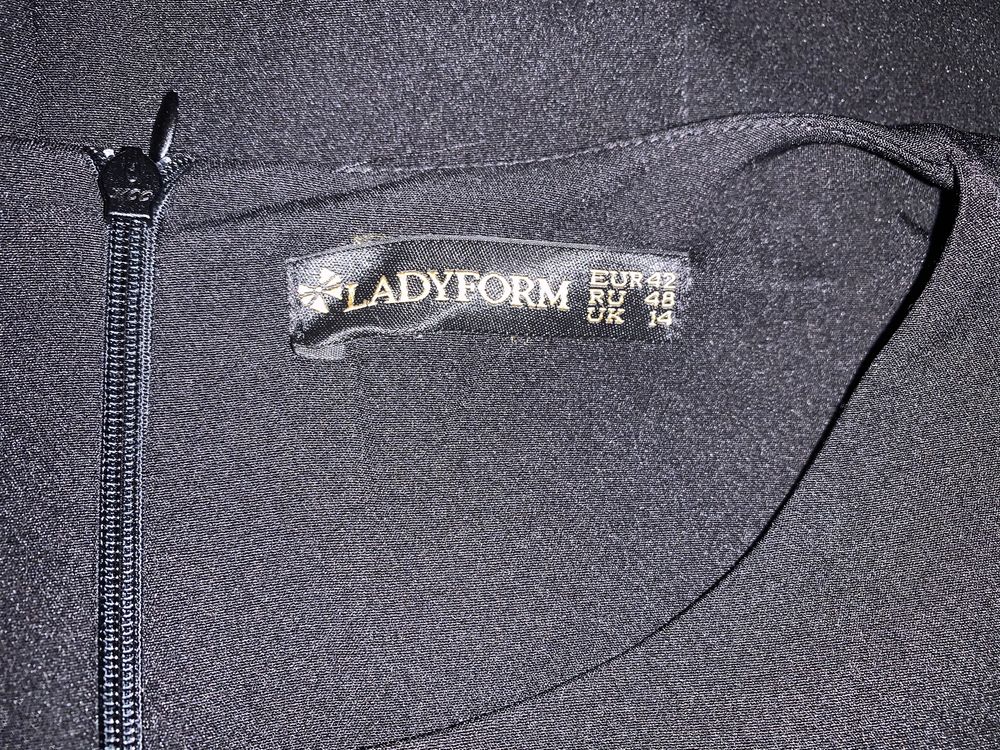 LADYFORM
EUR 42
RU 48
UK 14